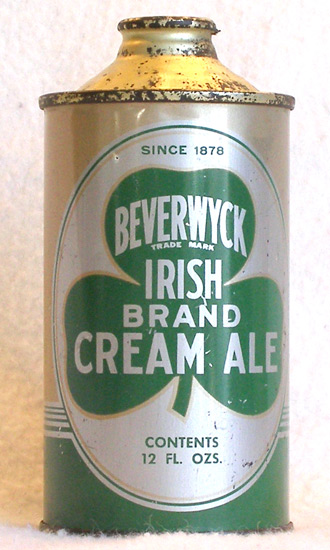 SINCE 1878
BEVERWYCK
TRADE MARK
IRISH
BRAND
CREAM ALE
CONTENTS
12 FL. OZS.